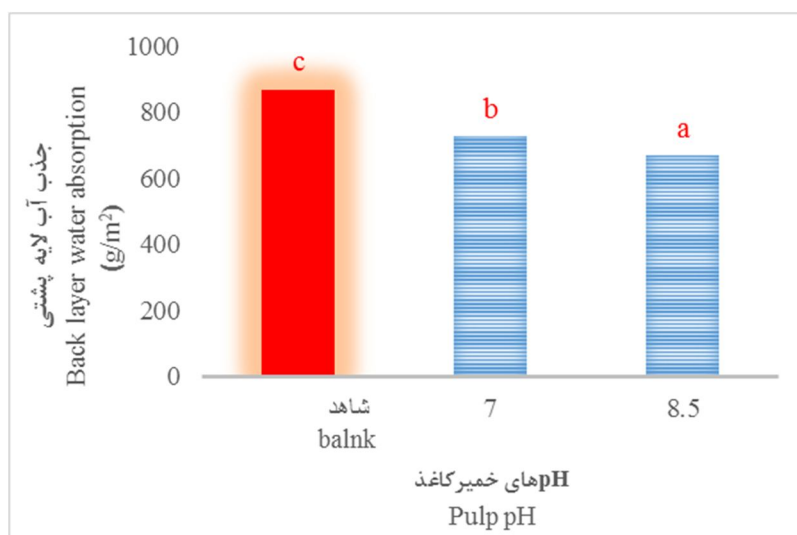 جذب آب لایه پشتی
Back layer water absorption
(g/m²)
1000
800
600
400
200
0
c
b
a
شاهد
balnk
7
8.5
pHهای خمیرکاغذ
Pulp pH